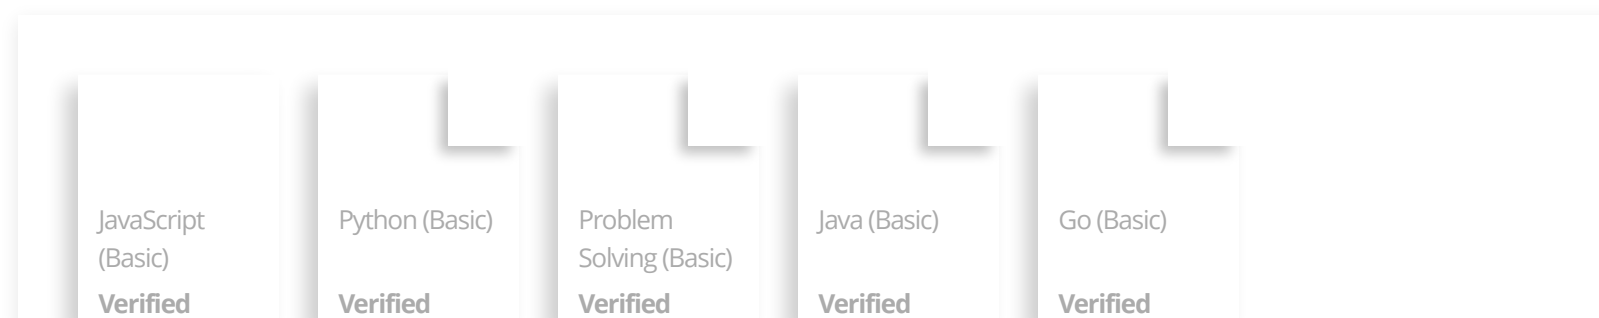 JavaScript
(Basic)
Verified
Python (Basic)
Verified
Problem
Solving (Basic)
Verified
Java (Basic)
Verified
Go (Basic)
Verified